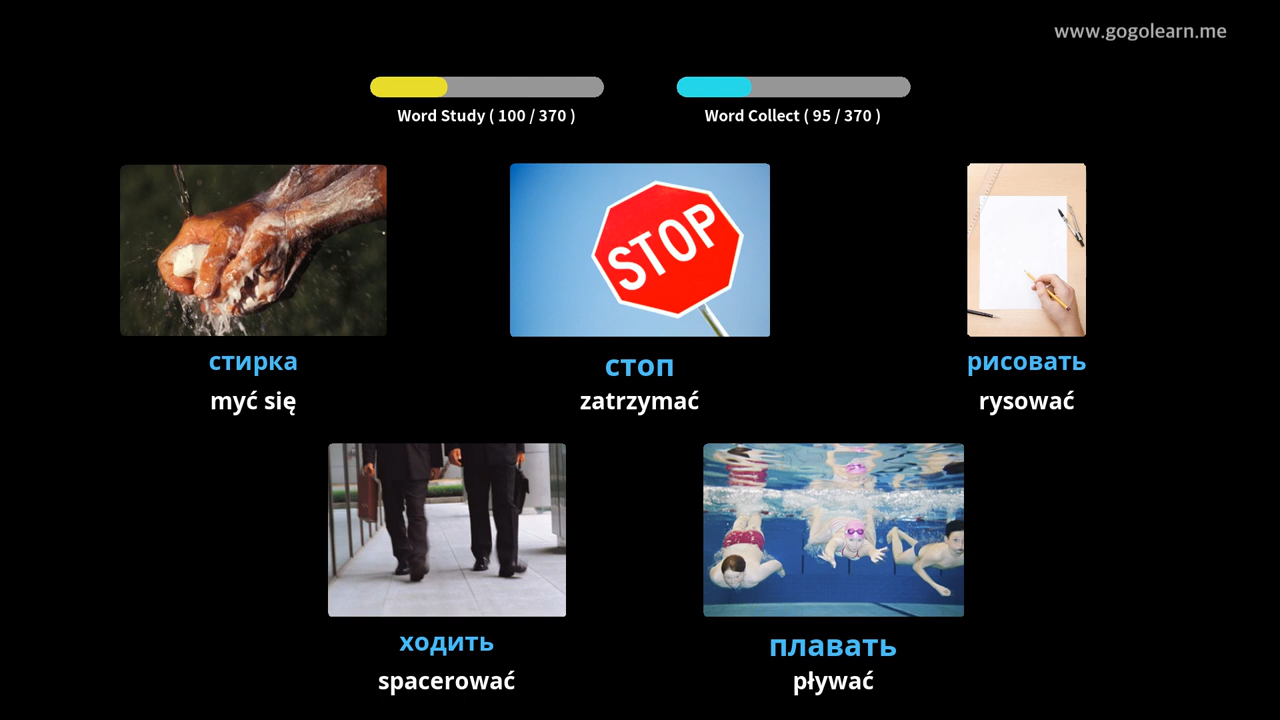 www.gogolearn.me
Word Study ( 100 / 370 )
Word Collect ( 95 / 370 )
STOP
стирка
myć się
стоп
zatrzymać
рисовать
rysować
ходить
spacerować
плавать
pływać